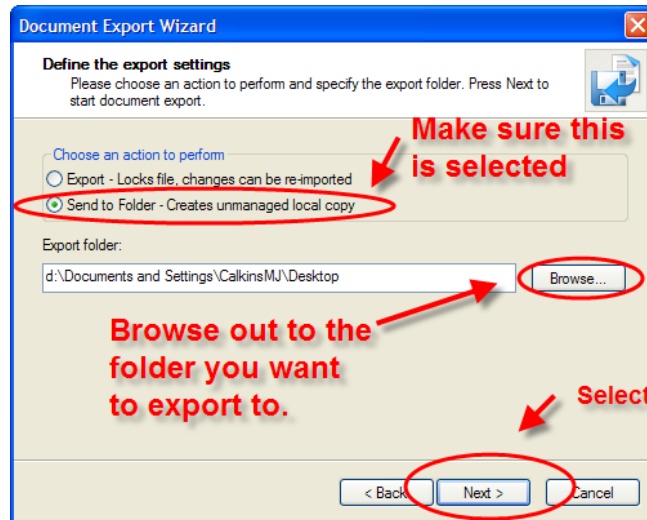 Document Export Wizard
Define the export settings
Please choose an action to perform and specify the export folder. Press Next to
start document export.
Make sure this
is selected
Choose an action to perform
Export - Locks file, changes can be re-imported
Send to Folder - Creates unmanaged local copy
Export folder:
d:\Documents and Settings\CalkinsMJ\Desktop
Browse...
Browse out to the
folder you want
to export to.
Select
< Back
Next >
Cancel